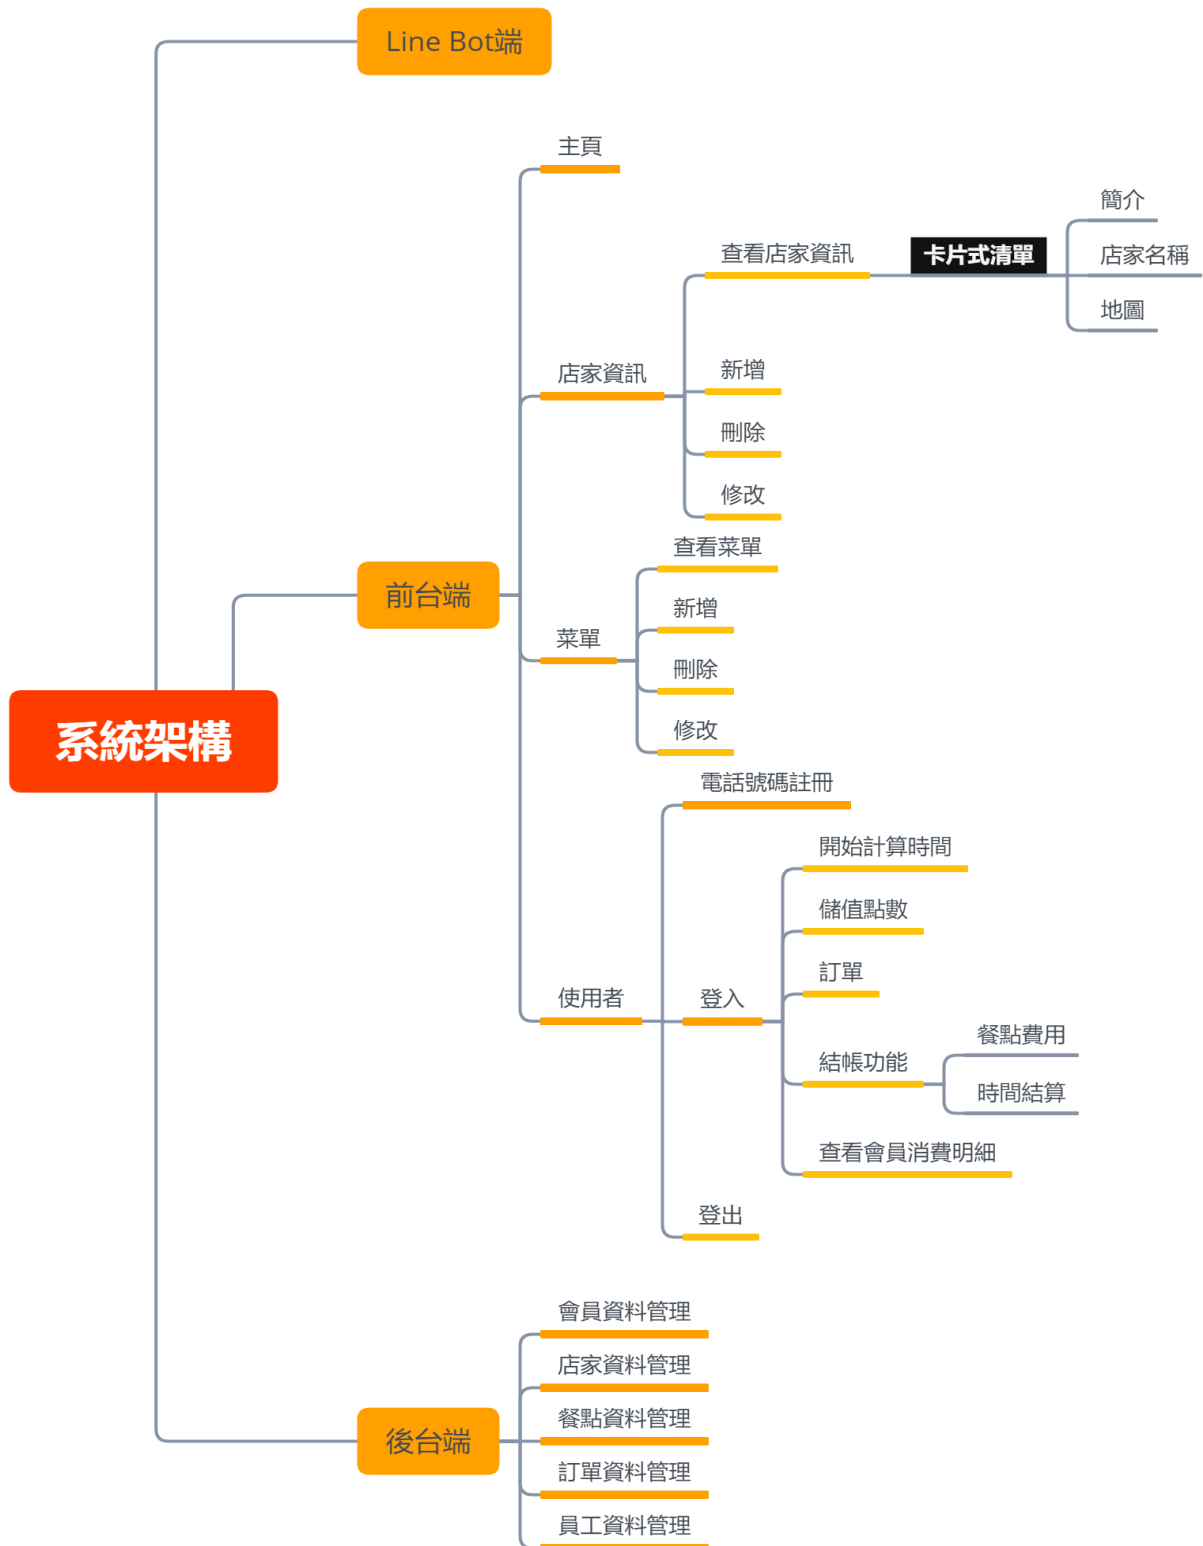 Line Bot端
主頁
簡介
查看店家資訊
卡片式清單
店家名稱
地圖
店家資訊
新增
刪除
修改
查看菜單
前台端
新增
菜單
刪除
修改
系統架構
電話號碼註冊
開始計算時間
儲值點數
訂單
使用者
登入
餐點費用
結帳功能
時間結算
查看會員消費明細
登出
會員資料管理
店家資料管理
餐點資料管理
後台端
訂單資料管理
員工資料管理